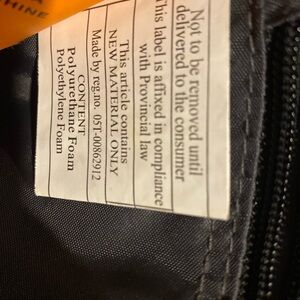 Not to be removed until
delivered to the consumer
This label is affixed in compliance
with Provincial law
This article contains
NEW MATERIAL ONLY
Made by reg.no. 05T-00862912
CONTENT
Polyurethane Foam
Polyethylene Foam